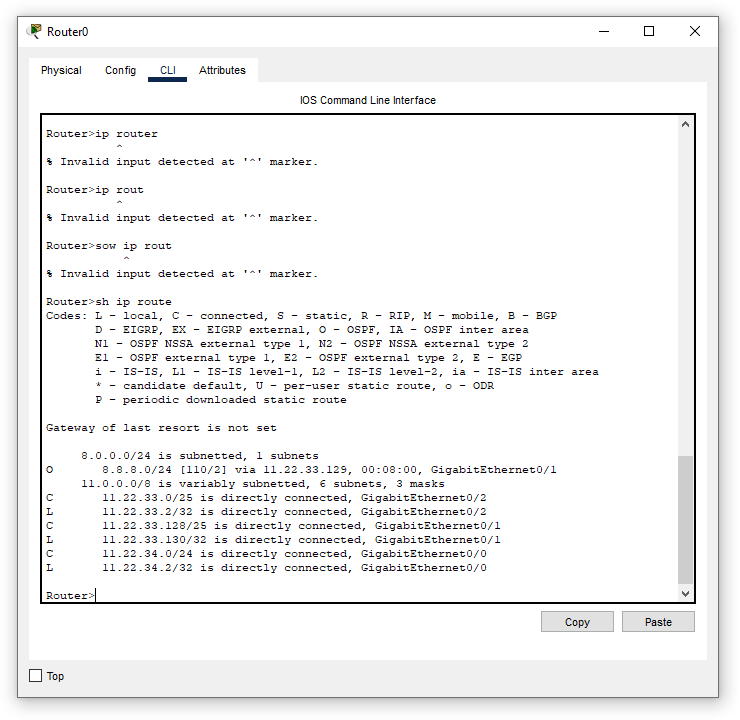 Router0
Physical Config CLI Attributes
IOS Command Line Interface
Router>ip router
^
% Invalid input detected at '^' marker.
Router>ip rout
^
% Invalid input detected at '^' marker.
Router>sow ip rout
^
% Invalid input detected at '^' marker.
Router>sh ip route
Codes: L - local, C - connected, S - static, R - RIP, M - mobile, B - BGP
D - EIGRP, EX - EIGRP external, O - OSPF, IA - OSPF inter area
N1 - OSPF NSSA external type 1, N2 - OSPF NSSA external type 2
E1 - OSPF external type 1, E2 - OSPF external type 2, E - EGP
i - IS-IS, L1 - IS-IS level-1, L2 - IS-IS level-2, ia - IS-IS inter area
* - candidate default, U - per-user static route, o - ODR
P - periodic downloaded static route
Gateway of last resort is not set
8.0.0.0/24 is subnetted, 1 subnets
O 8.8.8.0/24 [110/2] via 11.22.33.129, 00:08:00, GigabitEthernet0/1
11.0.0.0/8 is variably subnetted, 6 subnets, 3 masks
C 11.22.33.0/25 is directly connected, GigabitEthernet0/2
L 11.22.33.2/32 is directly connected, GigabitEthernet0/2
C 11.22.33.128/25 is directly connected, GigabitEthernet0/1
L 11.22.33.130/32 is directly connected, GigabitEthernet0/1
C 11.22.34.0/24 is directly connected, GigabitEthernet0/0
L 11.22.34.2/32 is directly connected, GigabitEthernet0/0
Router>
Copy Paste
Top